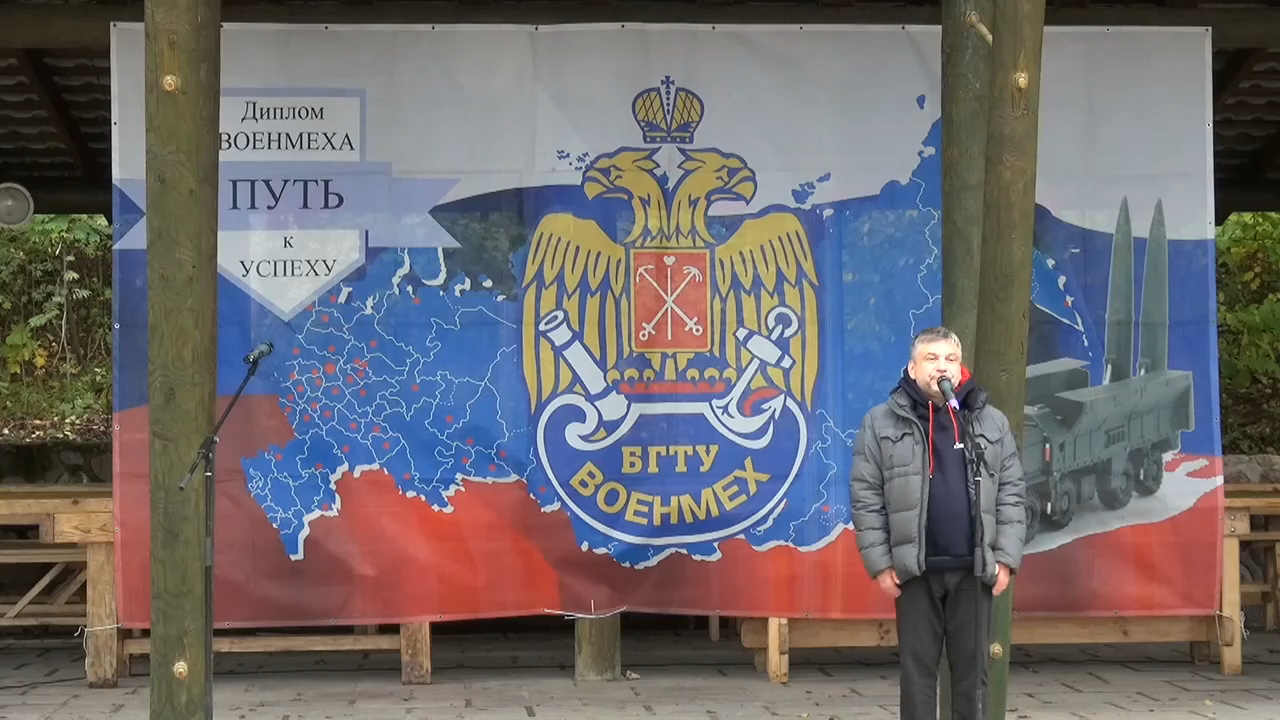 Диплом
ВОЕНМЕХА
ПУТЬ
к
УСПЕХУ
БГТУ
ВОЕНМЕХ